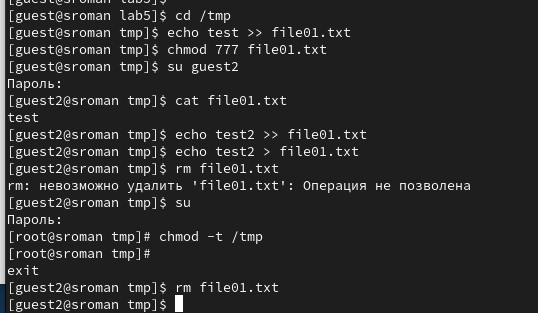 [guest@sroman lab5]$
[guest@sroman lab5]$ cd /tmp
[guest@sroman tmp]$ echo test >> file01.txt
[guest@sroman tmp]$ chmod 777 file01.txt
[guest@sroman tmp]$ su guest2
Пароль:
[guest2@sroman tmp]$ cat file01.txt
test
[guest2@sroman tmp]$ echo test2 >> file01.txt
[guest2@sroman tmp]$ echo test2 > file01.txt
[guest2@sroman tmp]$ rm file01.txt
rm: невозможно удалить 'file01.txt': Операция не позволена
[guest2@sroman tmp]$ su
Пароль:
[root@sroman tmp]# chmod -t /tmp
[root@sroman tmp]#
exit
[guest2@sroman tmp]$ rm file01.txt
[guest2@sroman tmp]$